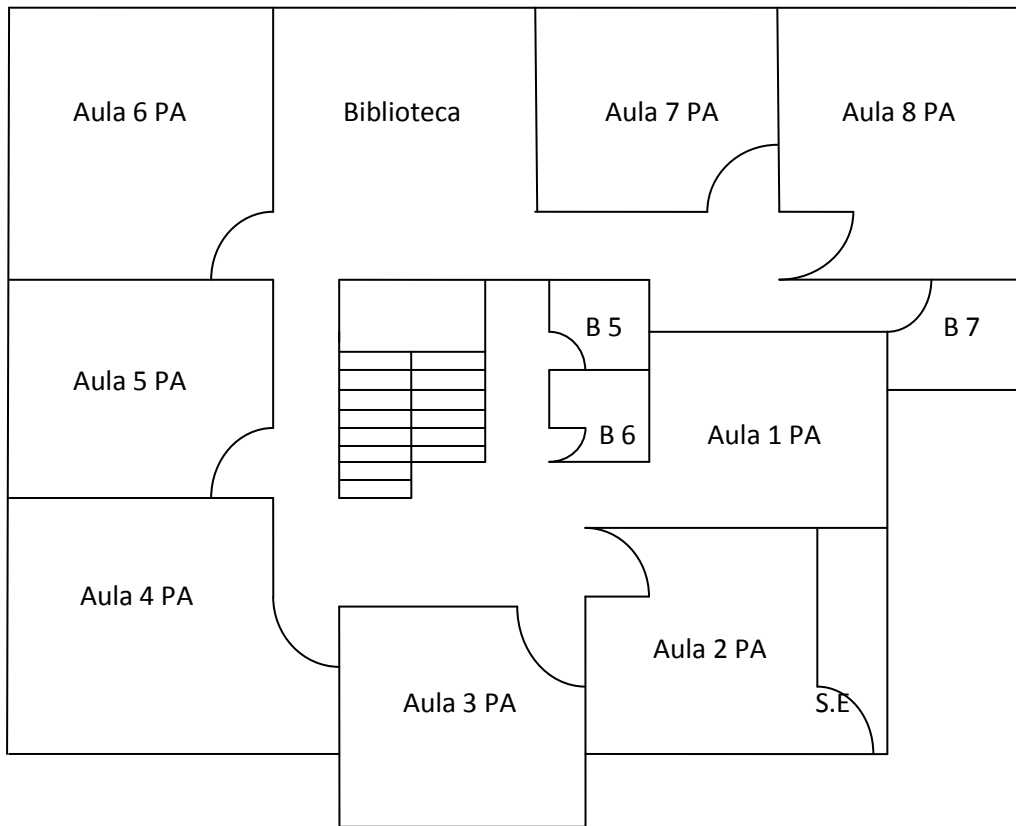 Aula 6 PA
Biblioteca
Aula 7 PA
Aula 8 PA
B 5
B 7
Aula 5 PA
B 6
Aula 1 PA
Aula 4 PA
Aula 2 PA
Aula 3 PA
S.E